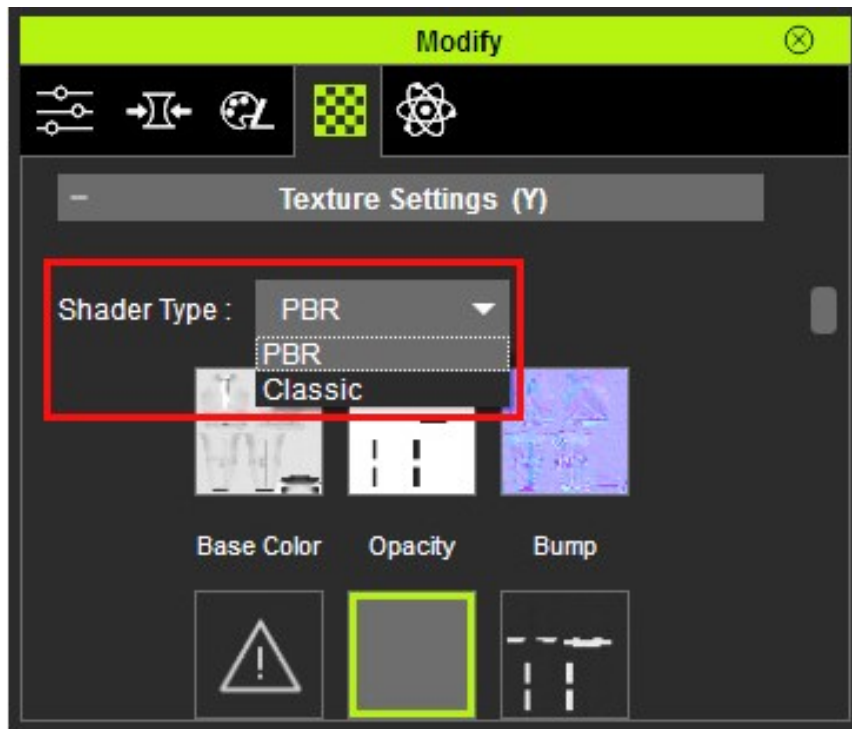 Modify
Texture Settings (Y)
Shader Type : PBR
PBR
Classic
Base Color Opacity Bump